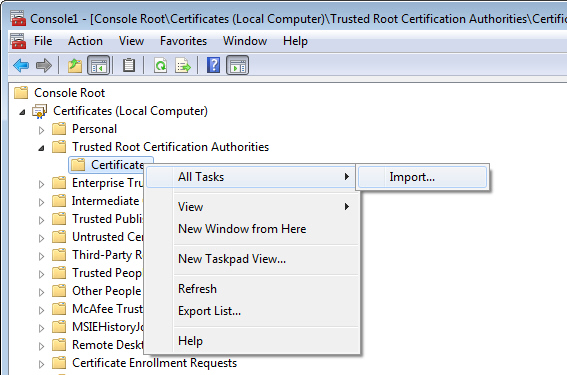 Console1 - [Console Root\Certificates (Local Computer)\Trusted Root Certification Authorities\Certific
File Action View Favorites Window Help
Console Root
Certificates (Local Computer)
Personal
Trusted Root Certification Authorities
Certificate
All Tasks
Import...
Enterprise Tru
Intermediate
View
Trusted Publi
New Window from Here
Untrusted Cer
Third-Party R
New Taskpad View...
Trusted Peopl
Other People
Refresh
McAfee Trust
Export List...
MSIEHistoryJo
Remote Deskt
Help
Certificate Enrollment Requests